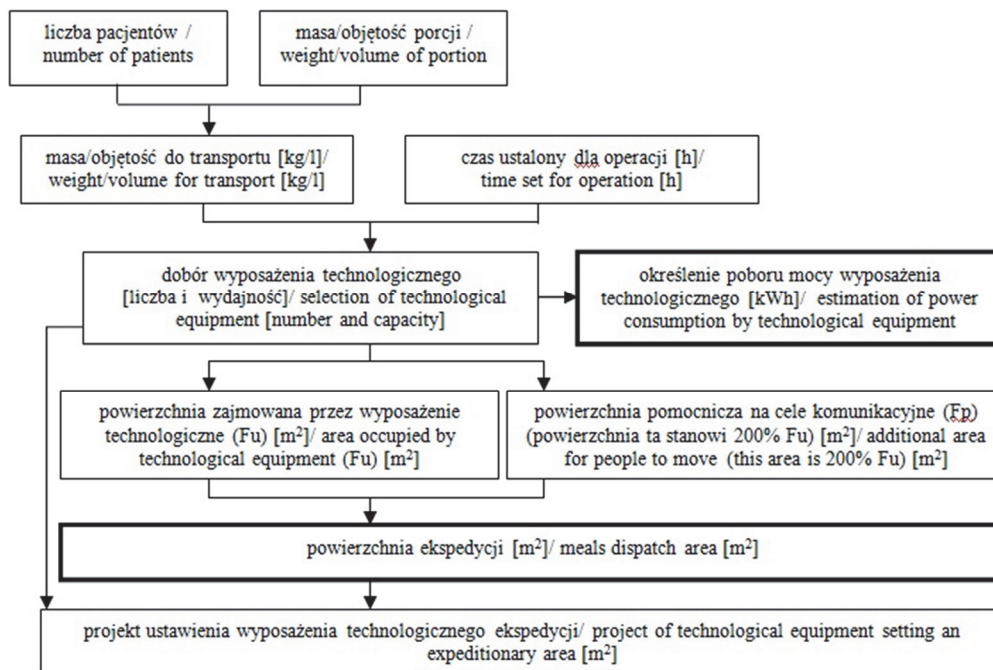 liczba pacjentów /
number of patients
masa/objętość porcji /
weight/volume of portion
masa/objętość do transportu [kg/l]/
weight/volume for transport [kg/l]
czas ustalony dla operacji [h]/
time set for operation [h]
dobór wyposażenia technologicznego
[liczba i wydajność]/ selection of technological
equipment [number and capacity]
określenie poboru mocy wyposażenia
technologicznego [kWh]/ estimation of power
consumption by technological equipment
powierzchnia zajmowana przez wyposażenie
technologiczne (Fu) [m²]/ area occupied by
technological equipment (Fu) [m²]
powierzchnia pomocnicza na cele komunikacyjne (Fp)
(powierzchnia ta stanowi 200% Fu) [m²]/ additional area
for people to move (this area is 200% Fu) [m²]
powierzchnia ekspedycji [m²]/ meals dispatch area [m²]
projekt ustawienia wyposażenia technologicznego ekspedycji/ project of technological equipment setting an
expeditionary area [m²]